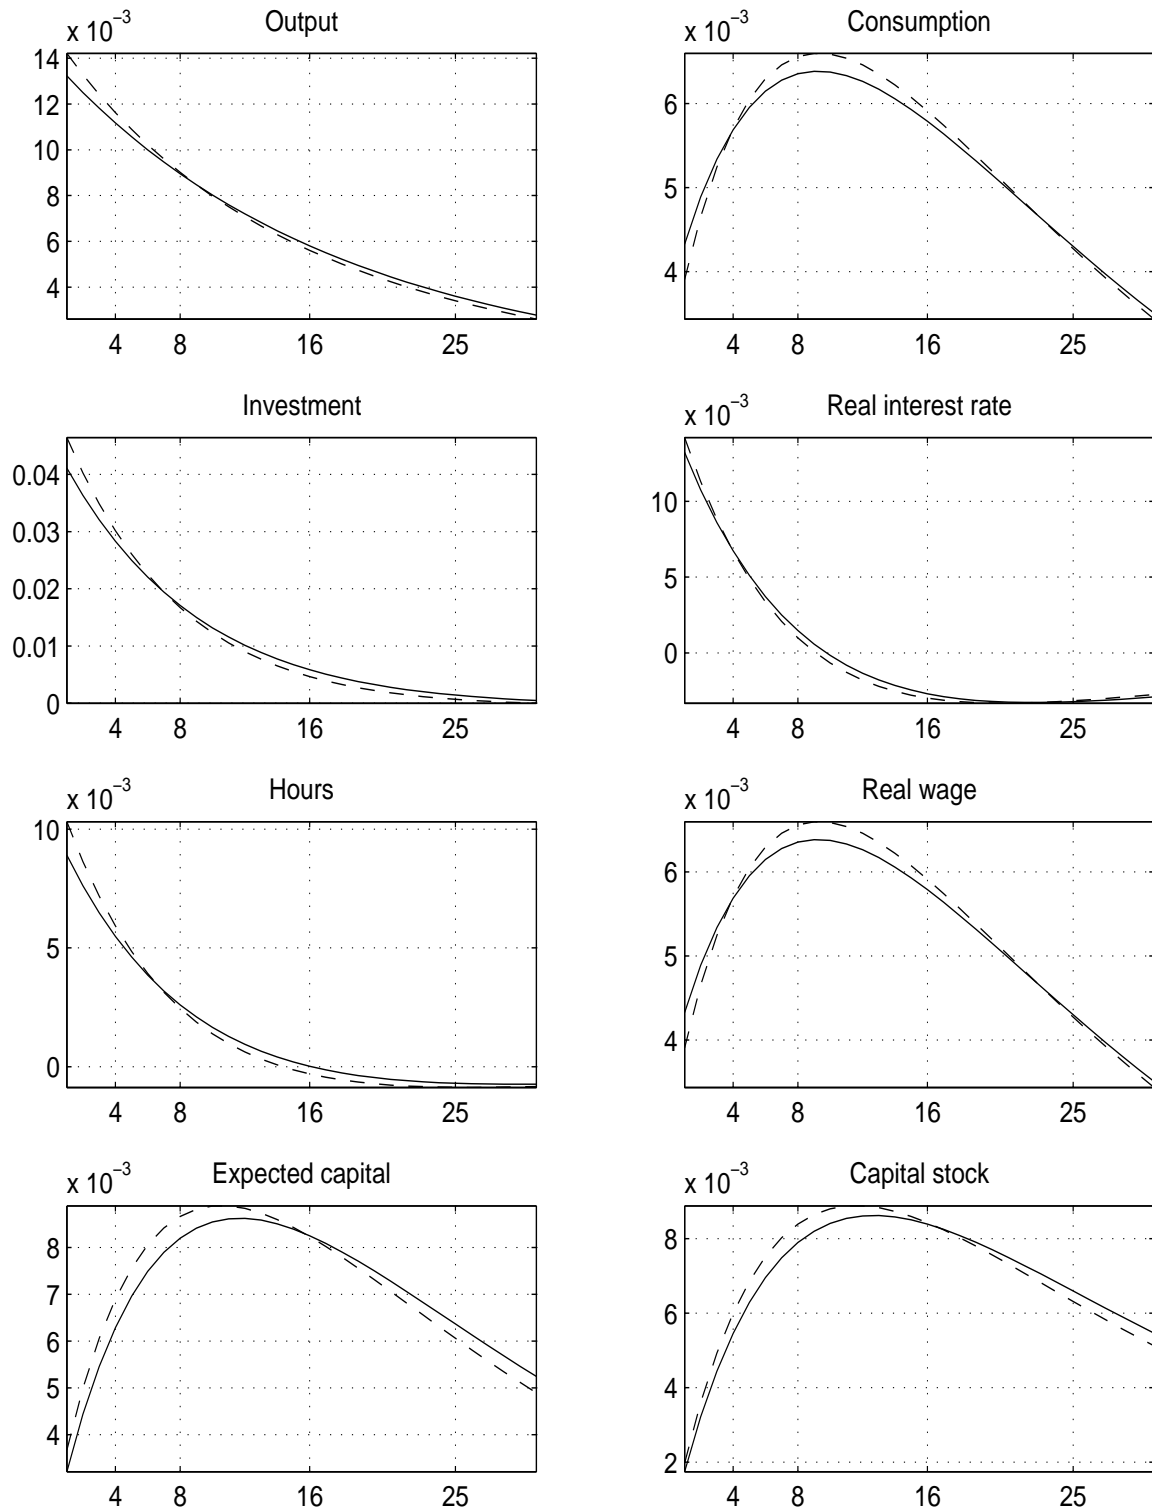 Output
x 10⁻³
14
12
10
8
6
4
4 8 16 25
Consumption
x 10⁻³
6
5
4
4 8 16 25
Investment
0.04
0.03
0.02
0.01
0
4 8 16 25
Real interest rate
x 10⁻³
10
5
0
4 8 16 25
Hours
x 10⁻³
10
5
0
4 8 16 25
Real wage
x 10⁻³
6
5
4
4 8 16 25
Expected capital
x 10⁻³
8
7
6
5
4
4 8 16 25
Capital stock
x 10⁻³
8
6
4
2
4 8 16 25